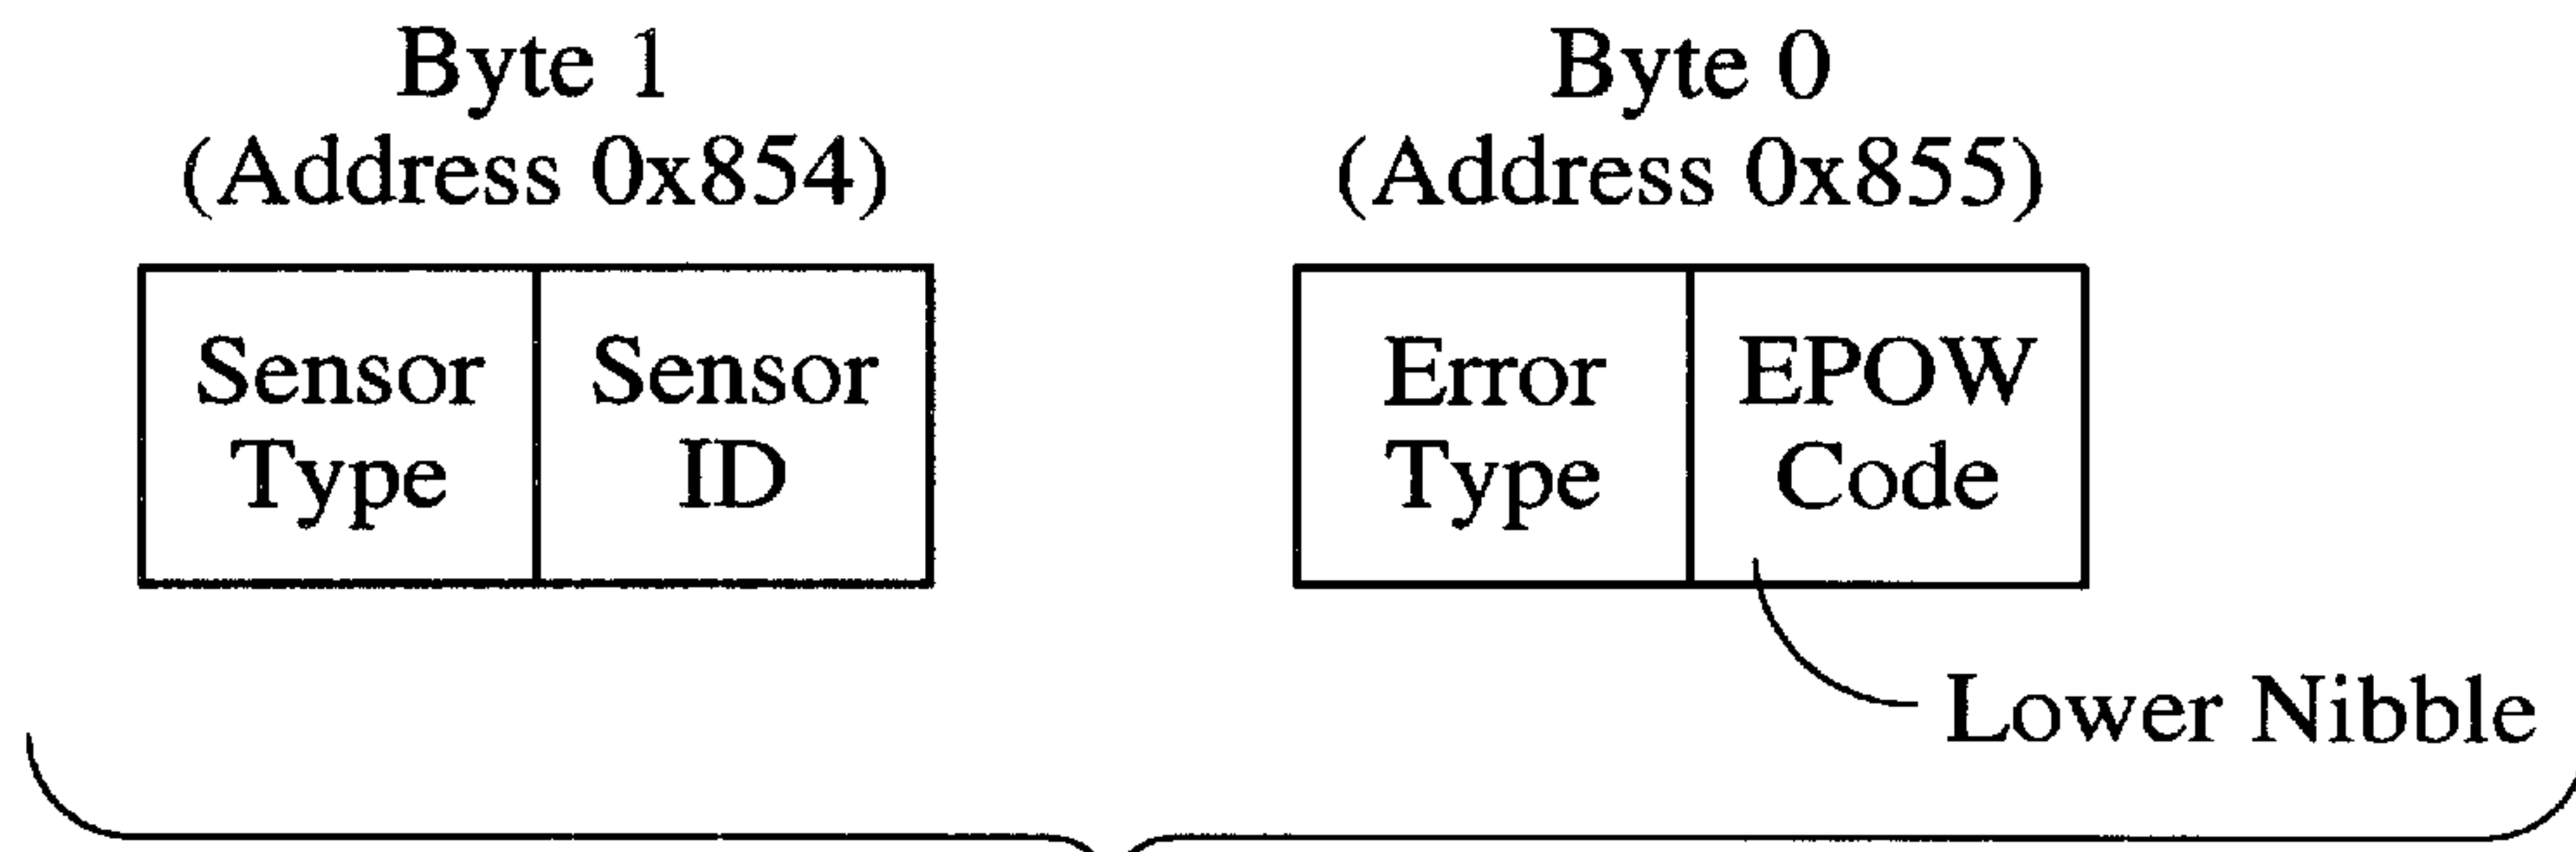 Byte 1
(Address 0x854)
Byte 0
(Address 0x855)
Sensor
Type
Sensor
ID
Error
Type
EPOW
Code
Lower Nibble